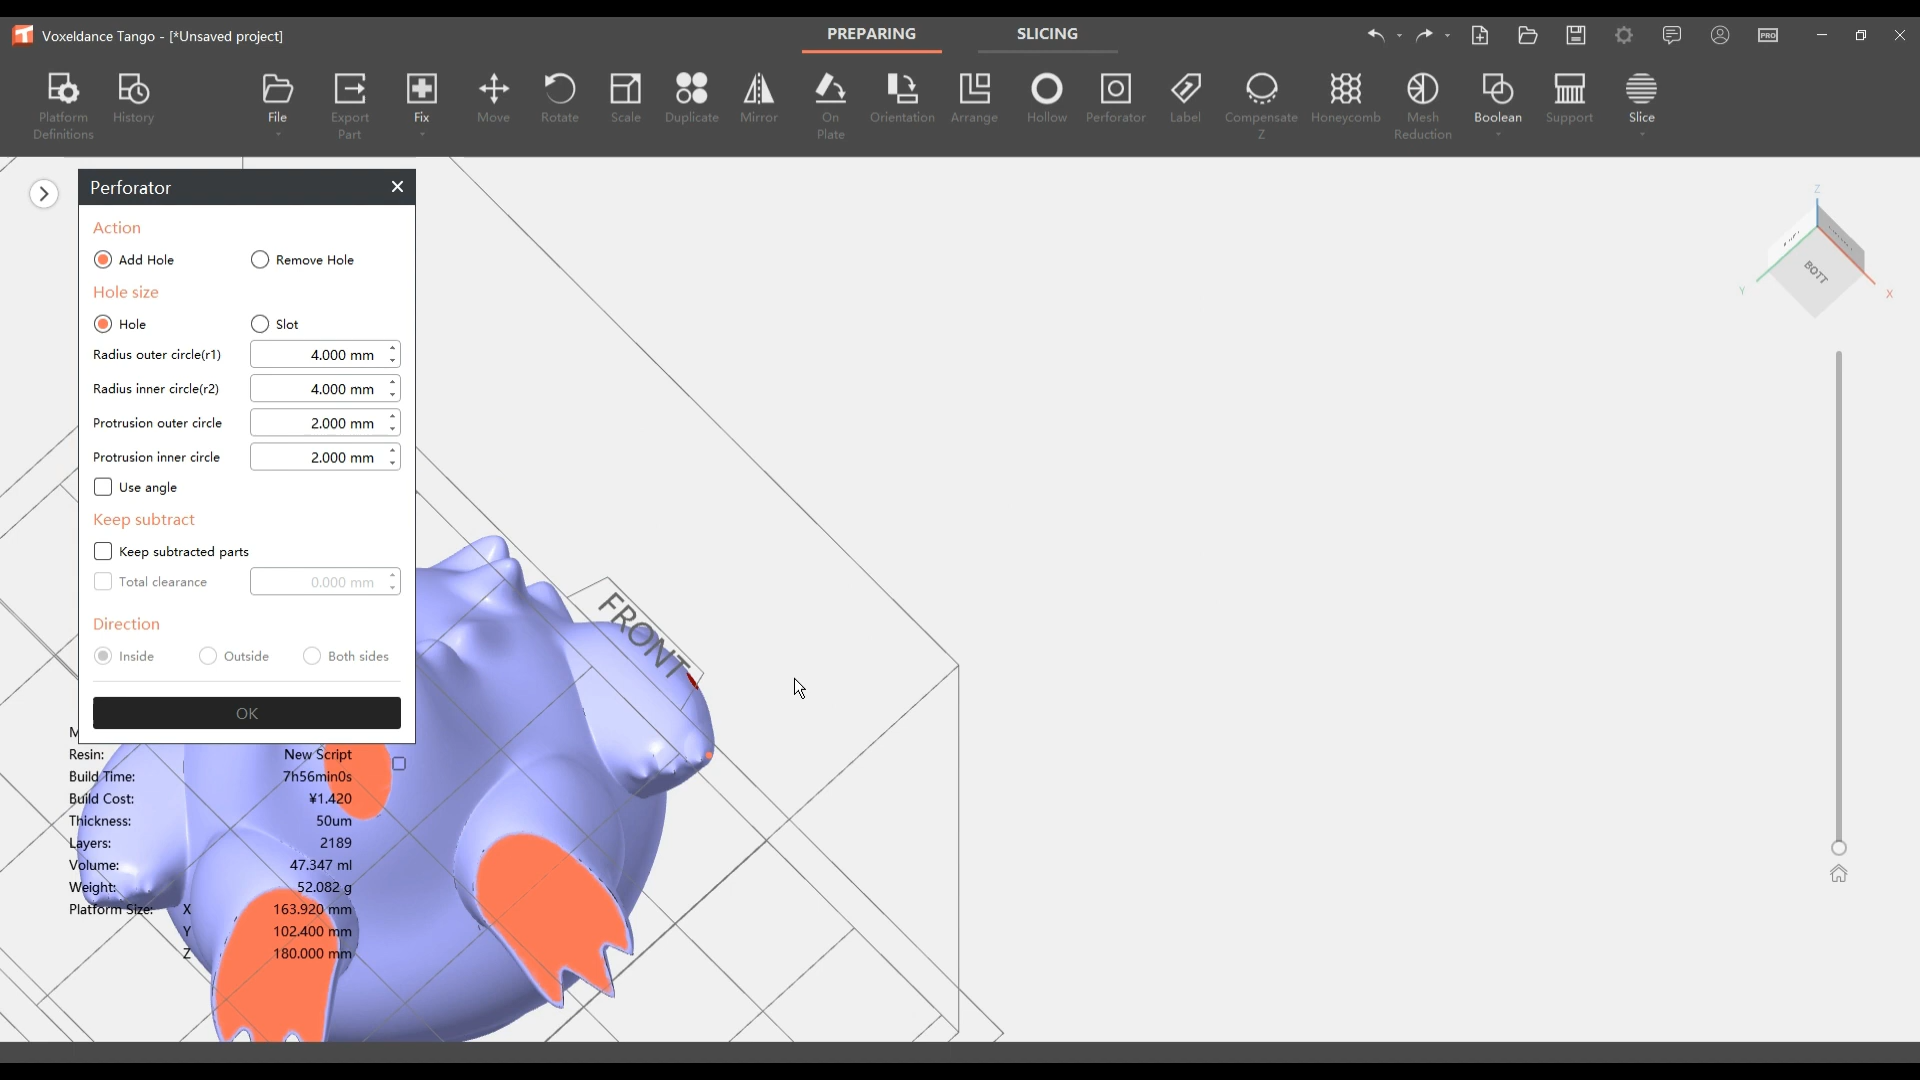 Voxeldance Tango - [*Unsaved project]
PREPARING
SLICING
PRO
Platform Definitions
History
File
Export Part
Fix
Move
Rotate
Scale
Duplicate
Mirror
On Plate
Orientation
Arrange
Hollow
Perforator
Label
Compensate Z
Honeycomb
Mesh Reduction
Boolean
Support
Slice
Perforator
Action
Add Hole
Remove Hole
Hole size
Hole
Slot
Radius outer circle(r1) 4.000 mm
Radius inner circle(r2) 4.000 mm
Protrusion outer circle 2.000 mm
Protrusion inner circle 2.000 mm
Use angle
Keep subtract
Keep subtracted parts
Total clearance 0.000 mm
Direction
Inside
Outside
Both sides
OK
Resin: New Script
Build Time: 7h56min0s
Build Cost: ¥1.420
Thickness: 50um
Layers: 2189
Volume: 47.347 ml
Weight: 52.082 g
Platform Size: X 163.920 mm
Y 102.400 mm
Z 180.000 mm
FRONT
Z
BOTT
Y
X